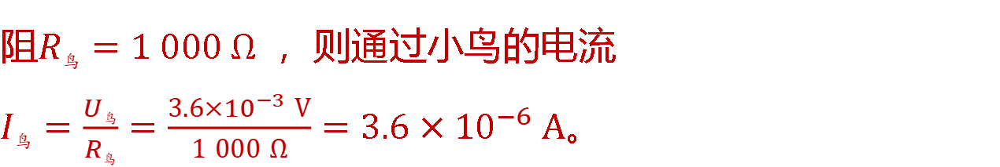 阻R鸟 = 1 000 Ω ，则通过小鸟的电流
I鸟 = U鸟/R鸟 = 3.6×10⁻³ V/1 000 Ω = 3.6 × 10⁻⁶ A。